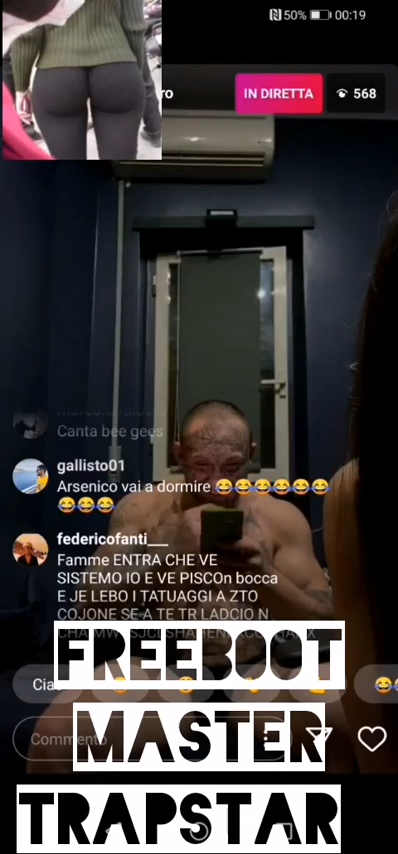 50% 00:19
ro IN DIRETTA 568
Canta bee gees
gallisto01
Arsenico vai a dormire 😂😂😂😂😂😂
😂😂😂😂
federicofanti___
Famme ENTRA CHE VE
SISTEMO IO E VE PISCOn bocca
E JE LEBO I TATUAGGI A ZTO
COJONE SE A TE TR LADCIO N
Commento
FREEBOOT
MASTER
TRAPSTAR